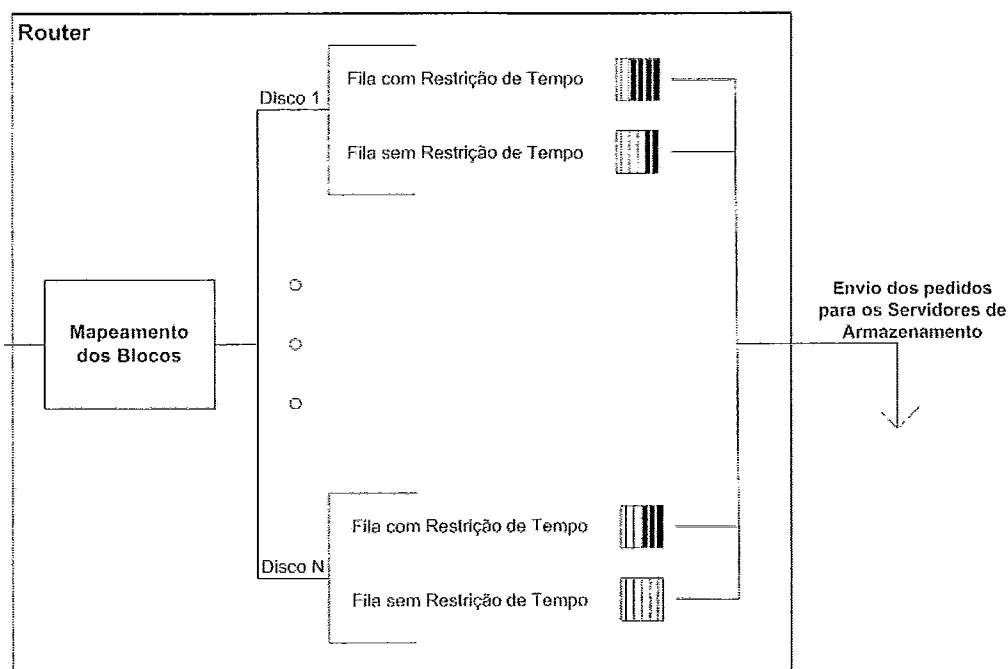 Router
Disco 1
Fila com Restrição de Tempo
Fila sem Restrição de Tempo
Mapeamento
dos Blocos
Envio dos pedidos
para os Servidores de
Armazenamento
Disco N
Fila com Restrição de Tempo
Fila sem Restrição de Tempo